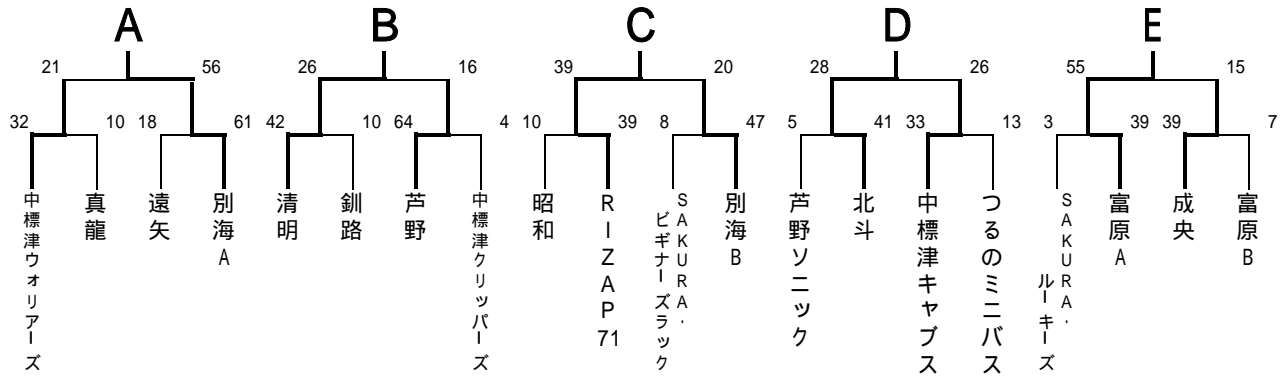 A B C D E
21 56 26 16 39 20 28 26 55 15
32 10 18 61 42 10 64 4 10 39 8 47 5 41 33 13 3 39 39 7
中標津ウォリアーズ
真龍
遠矢
別海A
清明
釧路
芦野
中標津クリッパーズ
昭和
RIZAP71
SAKURA・
ビギナーズラック
別海B
芦野ソニック
北斗
中標津キャブス
つるのミニバス
SAKURA・
ルーキーズ
富原A
成央
富原B